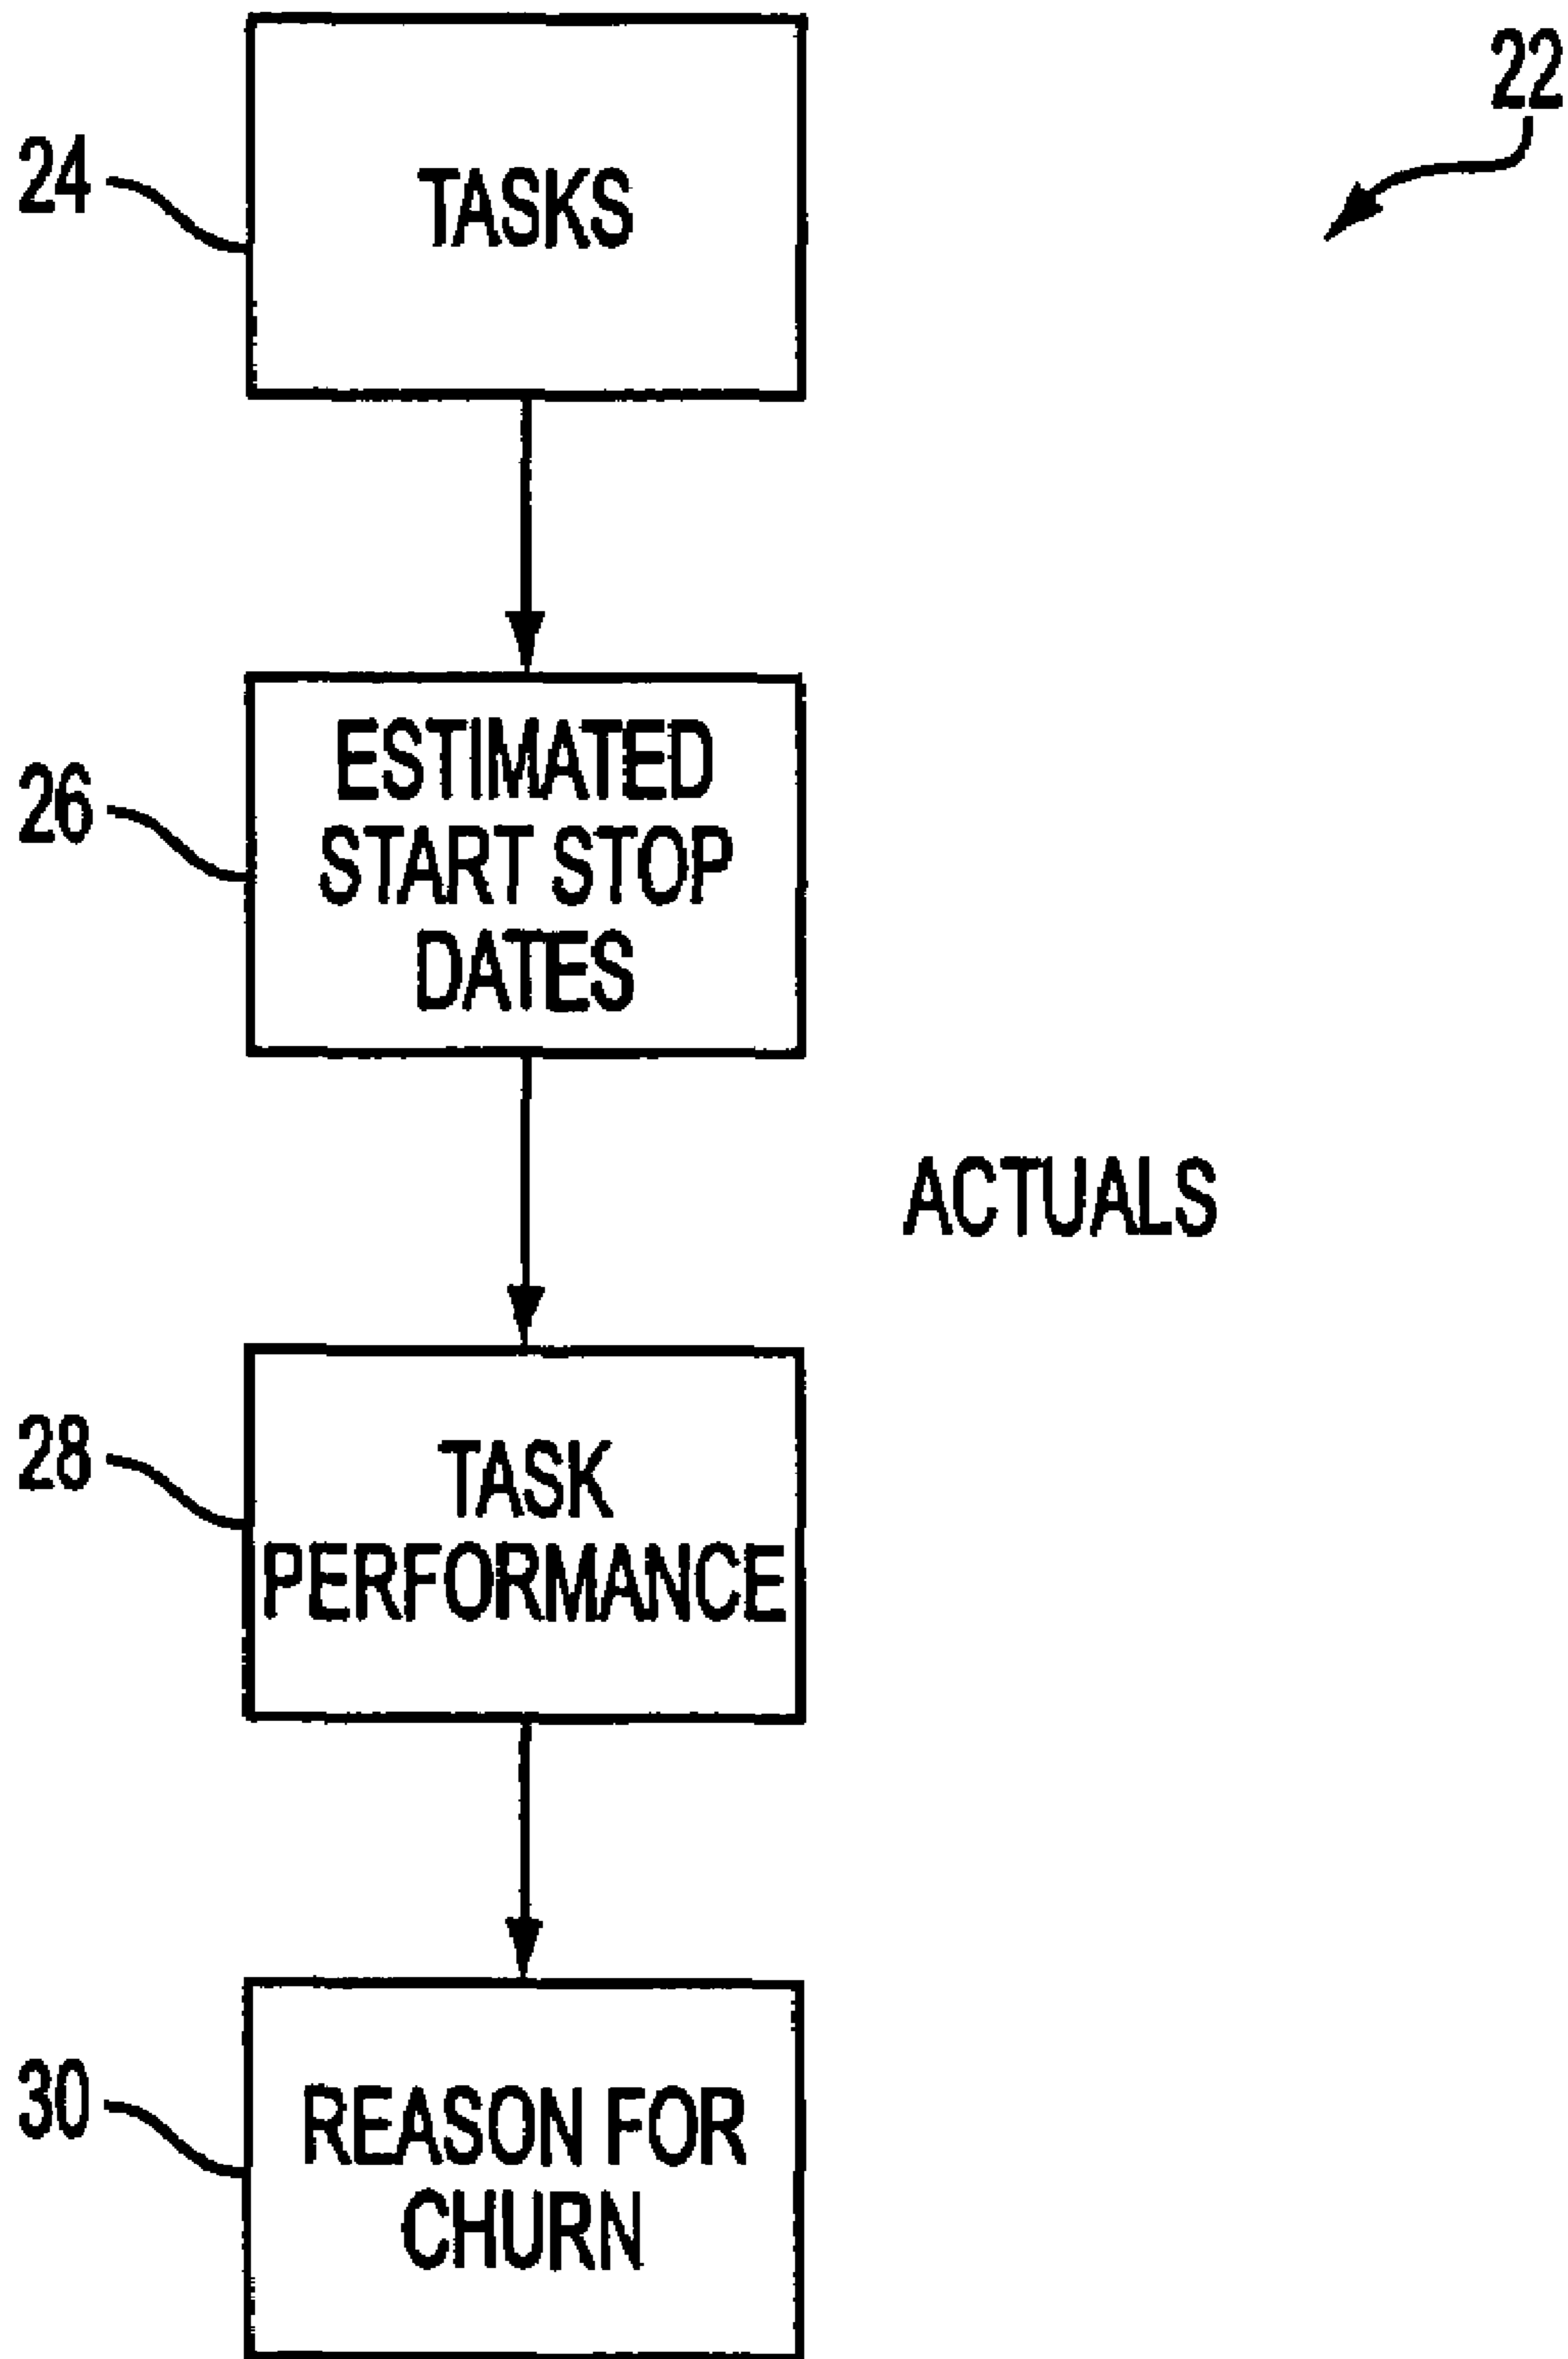 22
24
TASKS
26
ESTIMATED
START STOP
DATES
ACTUALS
28
TASK
PERFORMANCE
30
REASON FOR
CHURN